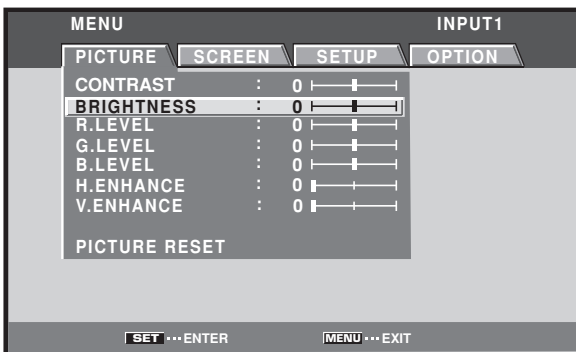 MENU INPUT1
PICTURE SCREEN SETUP OPTION
CONTRAST : 0
BRIGHTNESS : 0
R.LEVEL : 0
G.LEVEL : 0
B.LEVEL : 0
H.ENHANCE : 0
V.ENHANCE : 0
PICTURE RESET
SET ··· ENTER MENU ··· EXIT